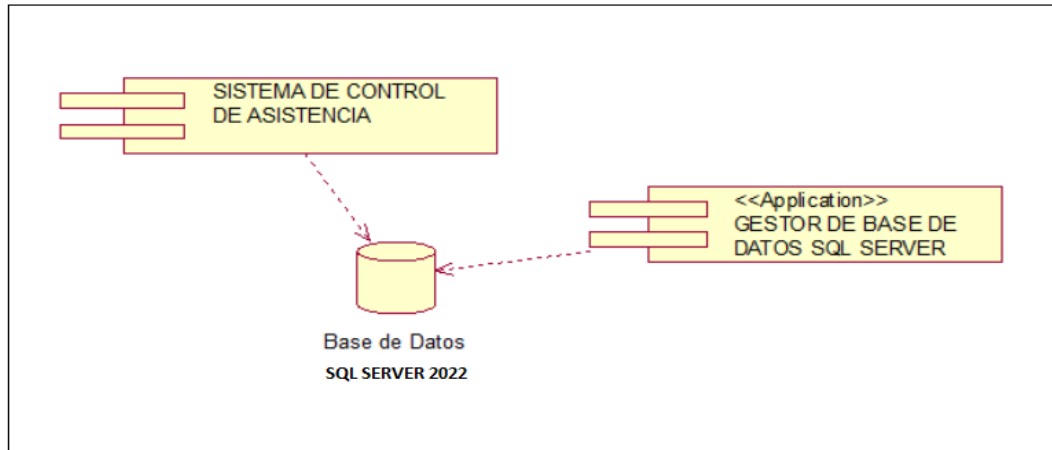 SISTEMA DE CONTROL
DE ASISTENCIA
<<Application>>
GESTOR DE BASE DE
DATOS SQL SERVER
Base de Datos
SQL SERVER 2022